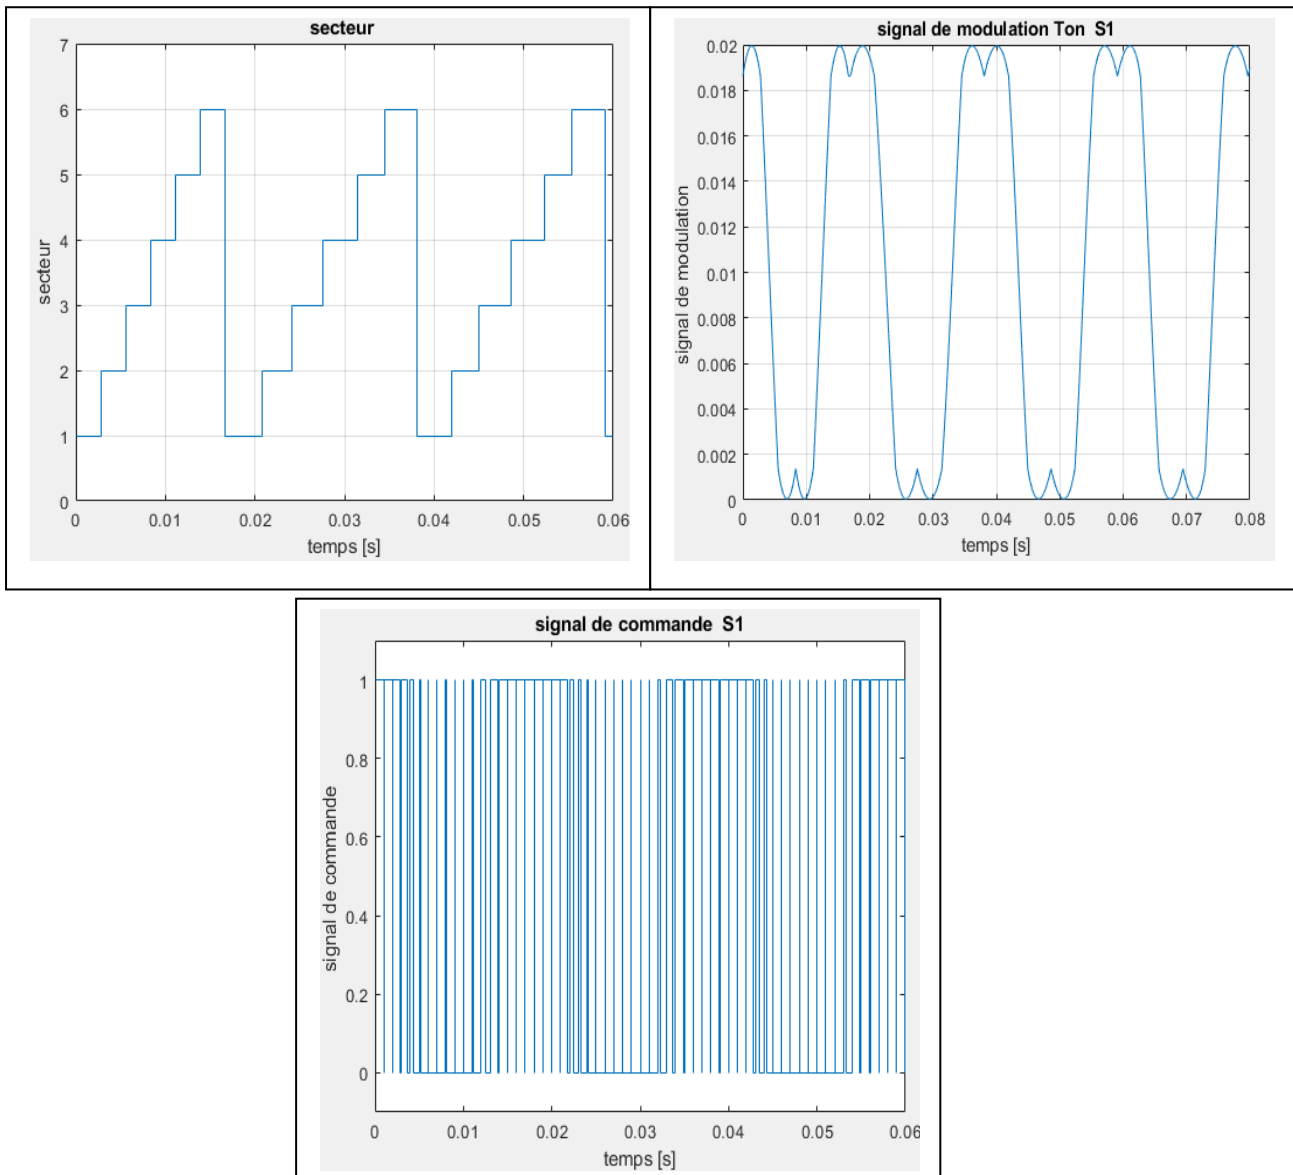 secteur
7
6
5
4
3
2
1
0
secteur
0 0.01 0.02 0.03 0.04 0.05 0.06
temps [s]
signal de modulation Ton S1
0.02
0.018
0.016
0.014
0.012
0.01
0.008
0.006
0.004
0.002
0
signal de modulation
0 0.01 0.02 0.03 0.04 0.05 0.06 0.07 0.08
temps [s]
signal de commande S1
1
0.8
0.6
0.4
0.2
0
signal de commande
0 0.01 0.02 0.03 0.04 0.05 0.06
temps [s]